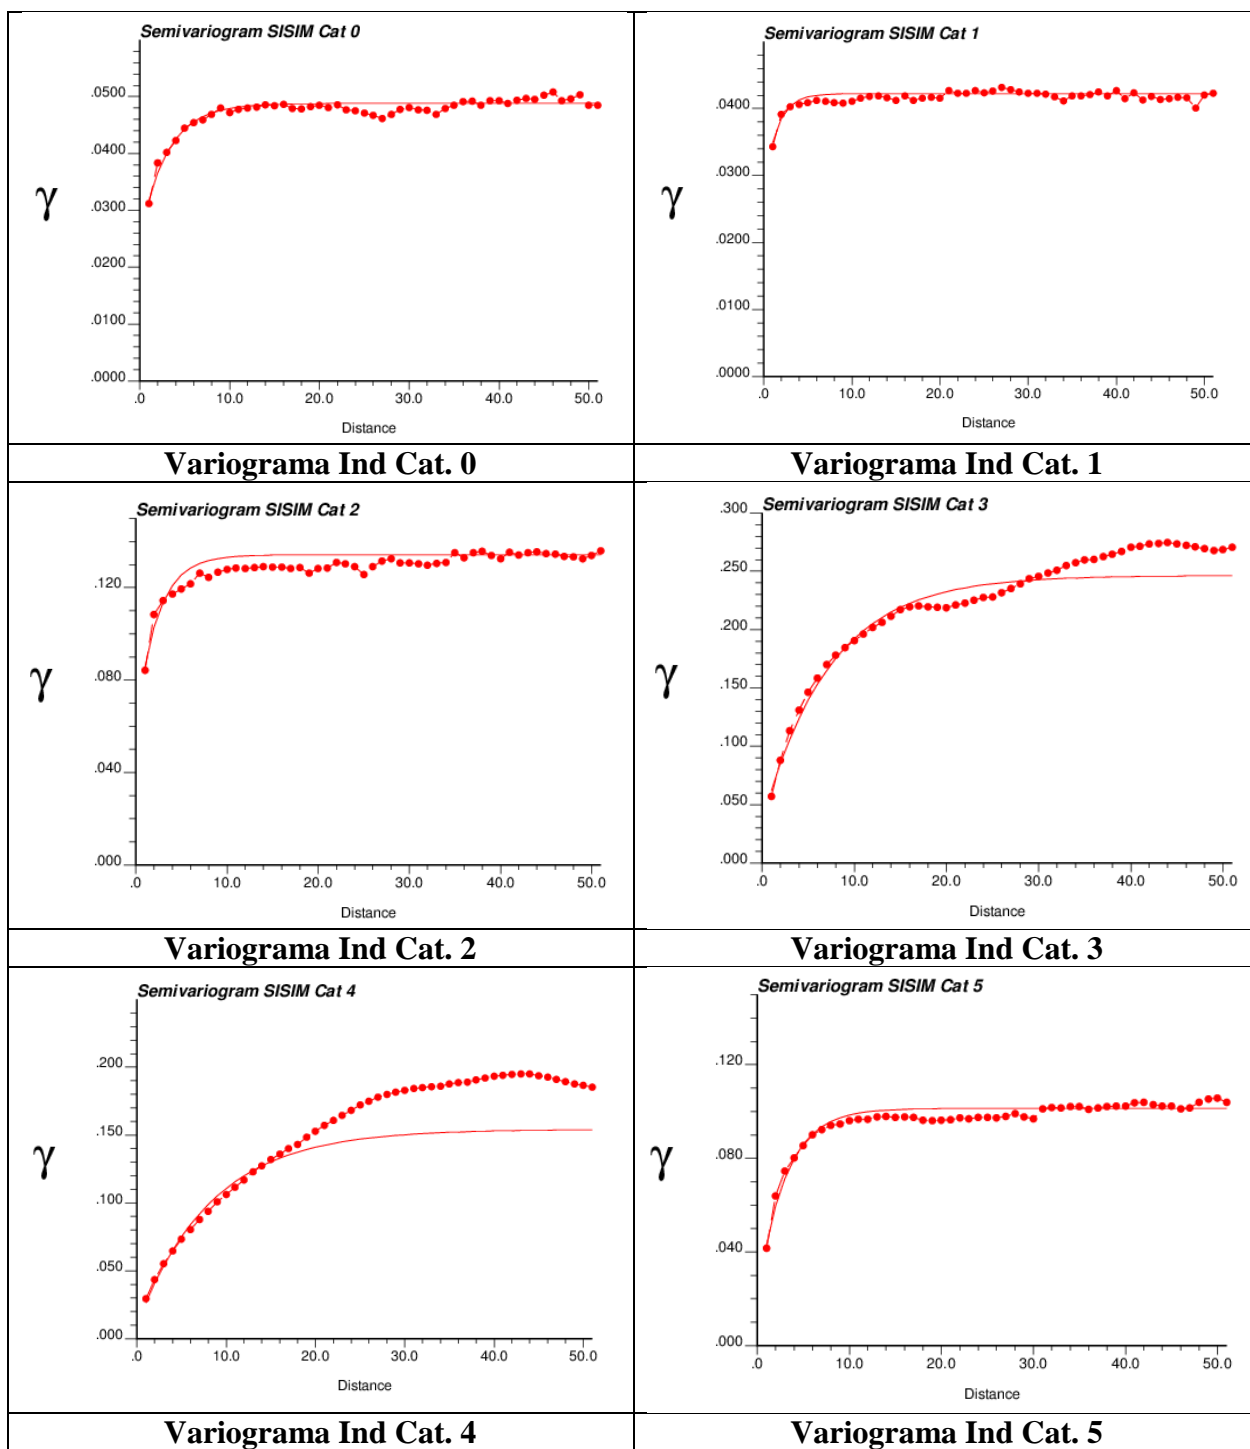 Semivariogram SISIM Cat 0
γ
.0500
.0400
.0300
.0200
.0100
.0000
.0 10.0 20.0 30.0 40.0 50.0
Distance
Variograma Ind Cat. 0
Semivariogram SISIM Cat 1
γ
.0400
.0300
.0200
.0100
.0000
.0 10.0 20.0 30.0 40.0 50.0
Distance
Variograma Ind Cat. 1
Semivariogram SISIM Cat 2
γ
.120
.080
.040
.000
.0 10.0 20.0 30.0 40.0 50.0
Distance
Variograma Ind Cat. 2
Semivariogram SISIM Cat 3
γ
.300
.250
.200
.150
.100
.050
.000
.0 10.0 20.0 30.0 40.0 50.0
Distance
Variograma Ind Cat. 3
Semivariogram SISIM Cat 4
γ
.200
.150
.100
.050
.000
.0 10.0 20.0 30.0 40.0 50.0
Distance
Variograma Ind Cat. 4
Semivariogram SISIM Cat 5
γ
.120
.080
.040
.000
.0 10.0 20.0 30.0 40.0 50.0
Distance
Variograma Ind Cat. 5